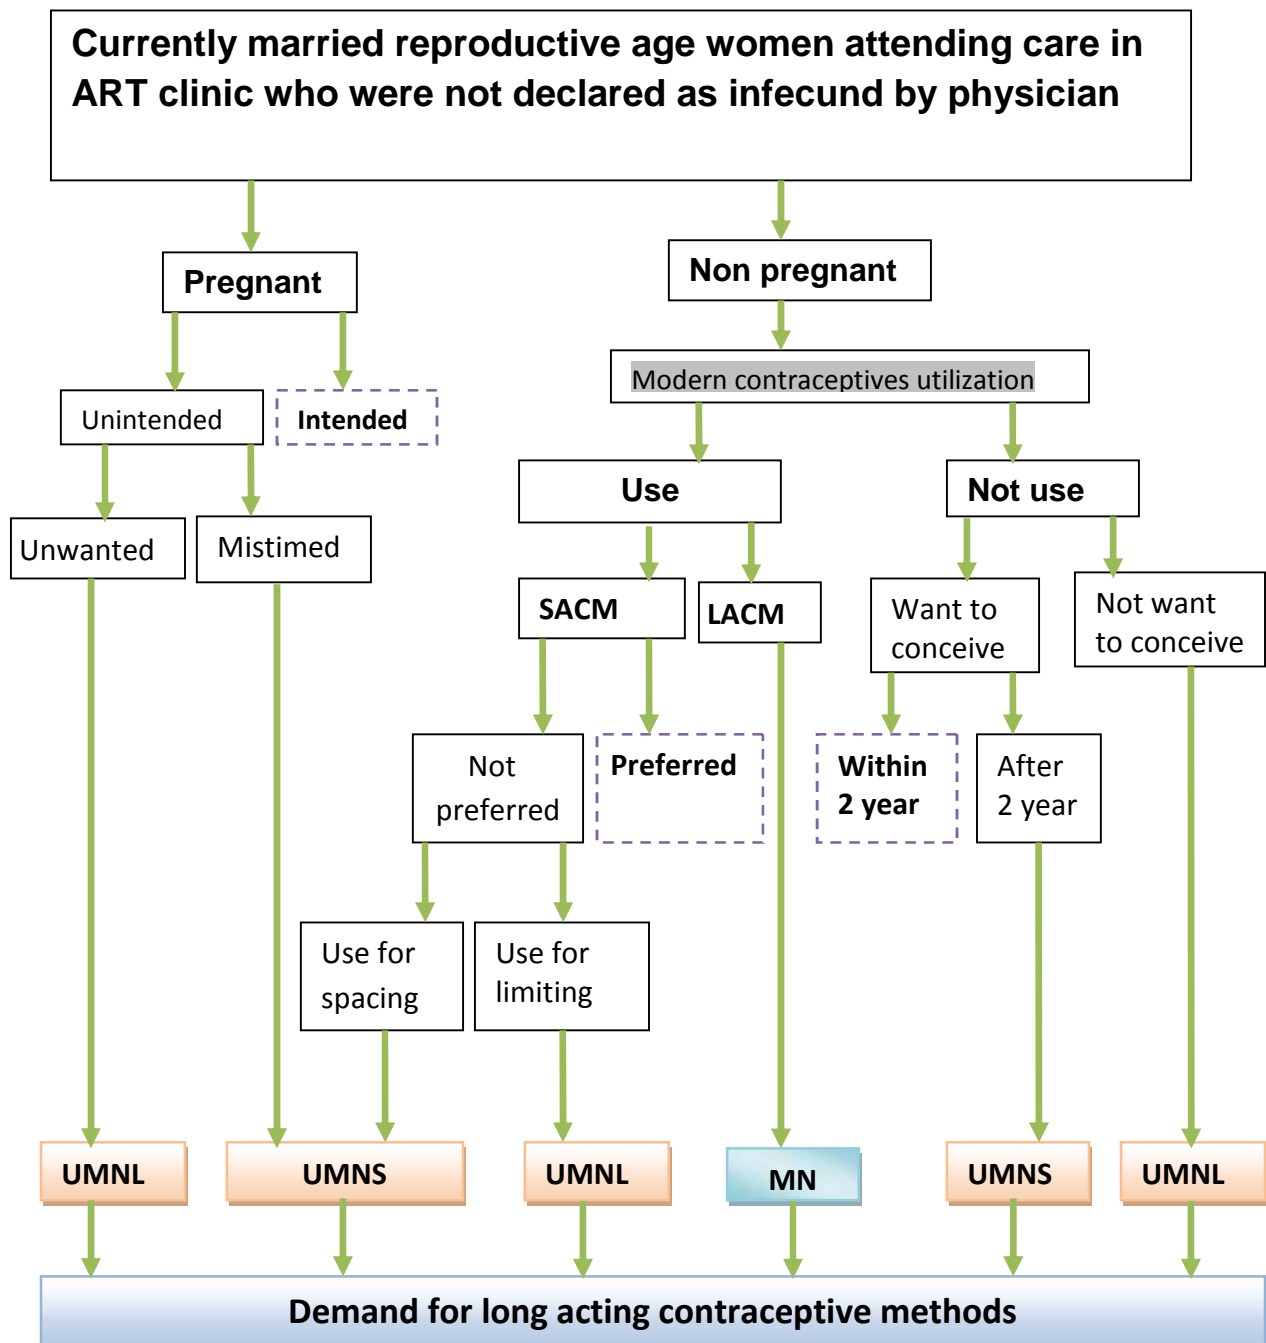 Currently married reproductive age women attending care in
ART clinic who were not declared as infecund by physician
Pregnant
Non pregnant
Modern contraceptives utilization
Unintended
Intended
Use
Not use
Unwanted
Mistimed
SACM
LACM
Want to
conceive
Not want
to conceive
Not
preferred
Preferred
Within
2 year
After
2 year
Use for
spacing
Use for
limiting
UMNL
UMNS
UMNL
MN
UMNS
UMNL
Demand for long acting contraceptive methods